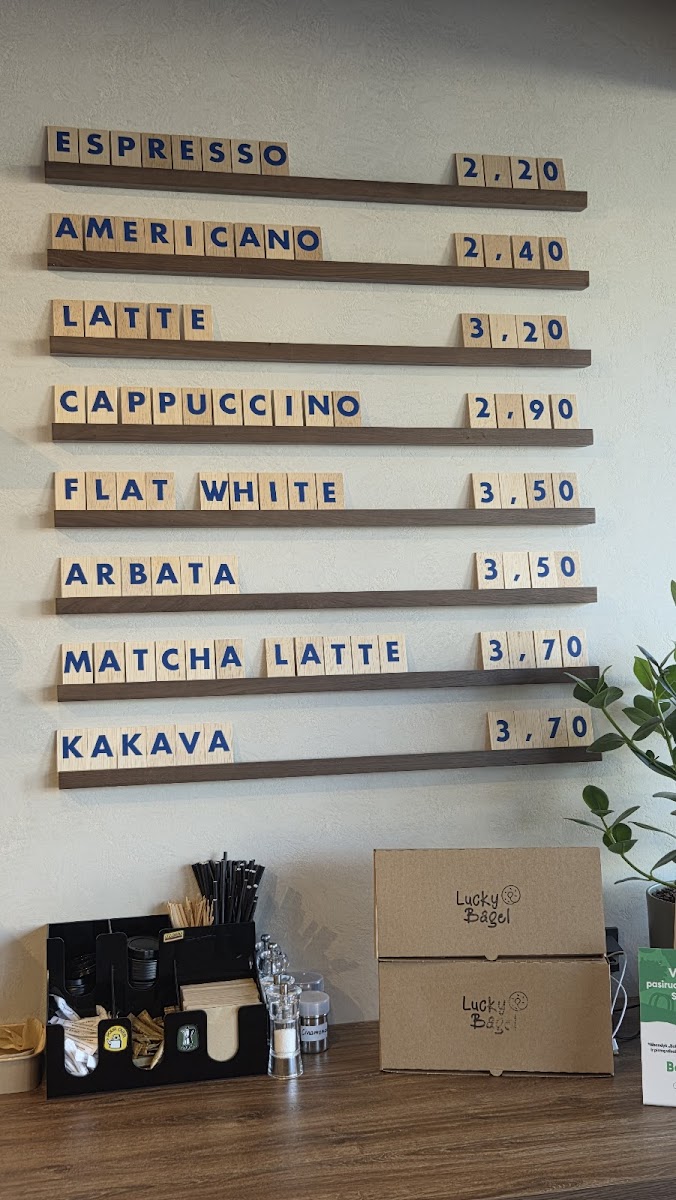 ESPRESSO 2,20
AMERICANO 2,40
LATTE 3,20
CAPPUCCINO 2,90
FLAT WHITE 3,50
ARBATA 3,50
MATCHA LATTE 3,70
KAKAVA 3,70
Lucky
Bagel
Lucky
Bagel
Cinamonas